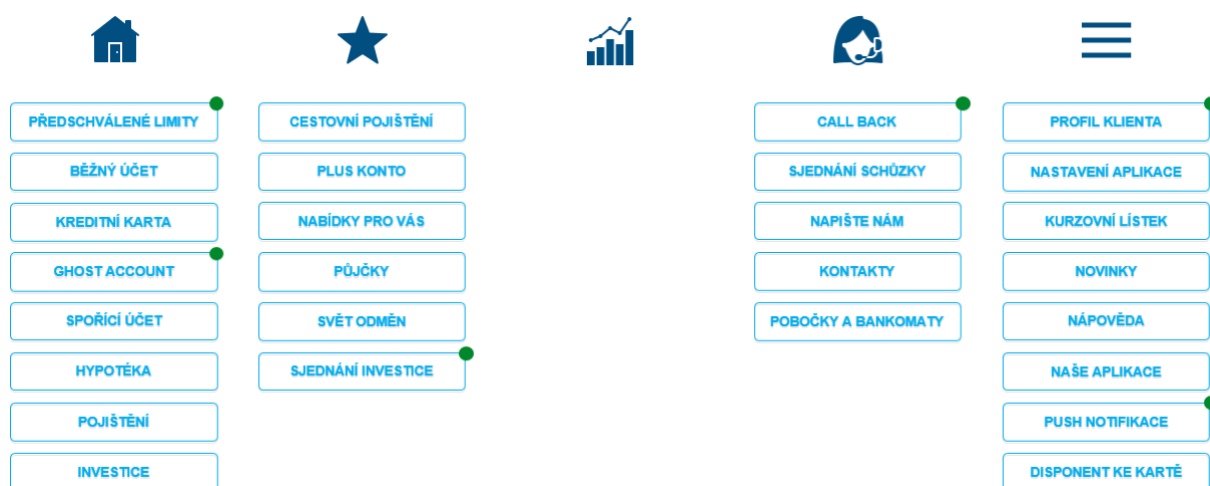 PŘEDSCHVÁLENÉ LIMITY
BĚŽNÝ ÚČET
KREDITNÍ KARTA
GHOST ACCOUNT
SPOŘÍCÍ ÚČET
HYPOTÉKA
POJIŠTĚNÍ
INVESTICE
CESTOVNÍ POJIŠTĚNÍ
PLUS KONTO
NABÍDKY PRO VÁS
PŮJČKY
SVĚT ODMĚN
SJEDNÁNÍ INVESTICE
CALL BACK
SJEDNÁNÍ SCHŮZKY
NAPIŠTE NÁM
KONTAKTY
POBOČKY A BANKOMATY
PROFIL KLIENTA
NASTAVENÍ APLIKACE
KURZOVNÍ LÍSTEK
NOVINKY
NÁPOVĚDA
NAŠE APLIKACE
PUSH NOTIFIKACE
DISPONENT KE KARTĚ